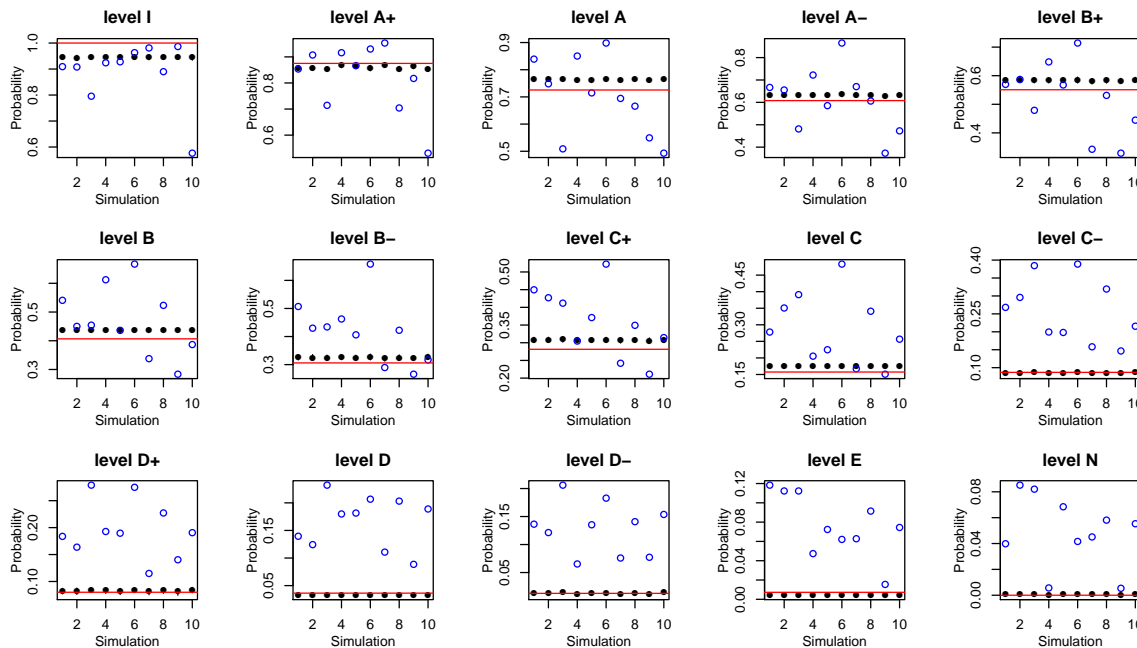 level I
Probability
0.6 0.8 1.0
2 4 6 8 10
Simulation
level A+
Probability
0.6 0.8
2 4 6 8 10
Simulation
level A
Probability
0.5 0.7 0.9
2 4 6 8 10
Simulation
level A−
Probability
0.4 0.6 0.8
2 4 6 8 10
Simulation
level B+
Probability
0.4 0.6
2 4 6 8 10
Simulation
level B
Probability
0.3 0.5
2 4 6 8 10
Simulation
level B−
Probability
0.3 0.5
2 4 6 8 10
Simulation
level C+
Probability
0.20 0.35 0.50
2 4 6 8 10
Simulation
level C
Probability
0.15 0.30 0.45
2 4 6 8 10
Simulation
level C−
Probability
0.10 0.25 0.40
2 4 6 8 10
Simulation
level D+
Probability
0.10 0.20
2 4 6 8 10
Simulation
level D
Probability
0.05 0.15
2 4 6 8 10
Simulation
level D−
Probability
0.05 0.15
2 4 6 8 10
Simulation
level E
Probability
0.00 0.04 0.08 0.12
2 4 6 8 10
Simulation
level N
Probability
0.00 0.04 0.08
2 4 6 8 10
Simulation